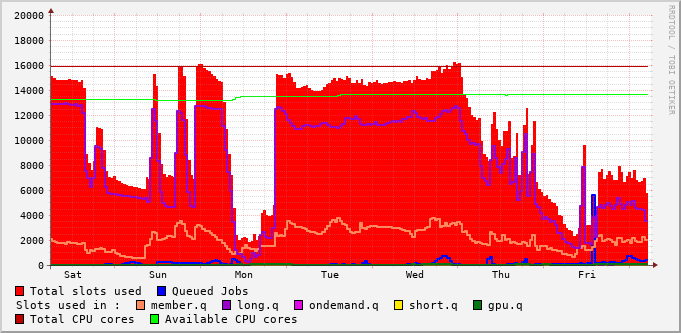 20000
18000
16000
14000
12000
10000
8000
6000
4000
2000
0
Sat Sun Mon Tue Wed Thu Fri
RRDTOOL / TOBI OETIKER
Total slots used Queued Jobs
Slots used in : member.q long.q ondemand.q short.q gpu.q
Total CPU cores Available CPU cores